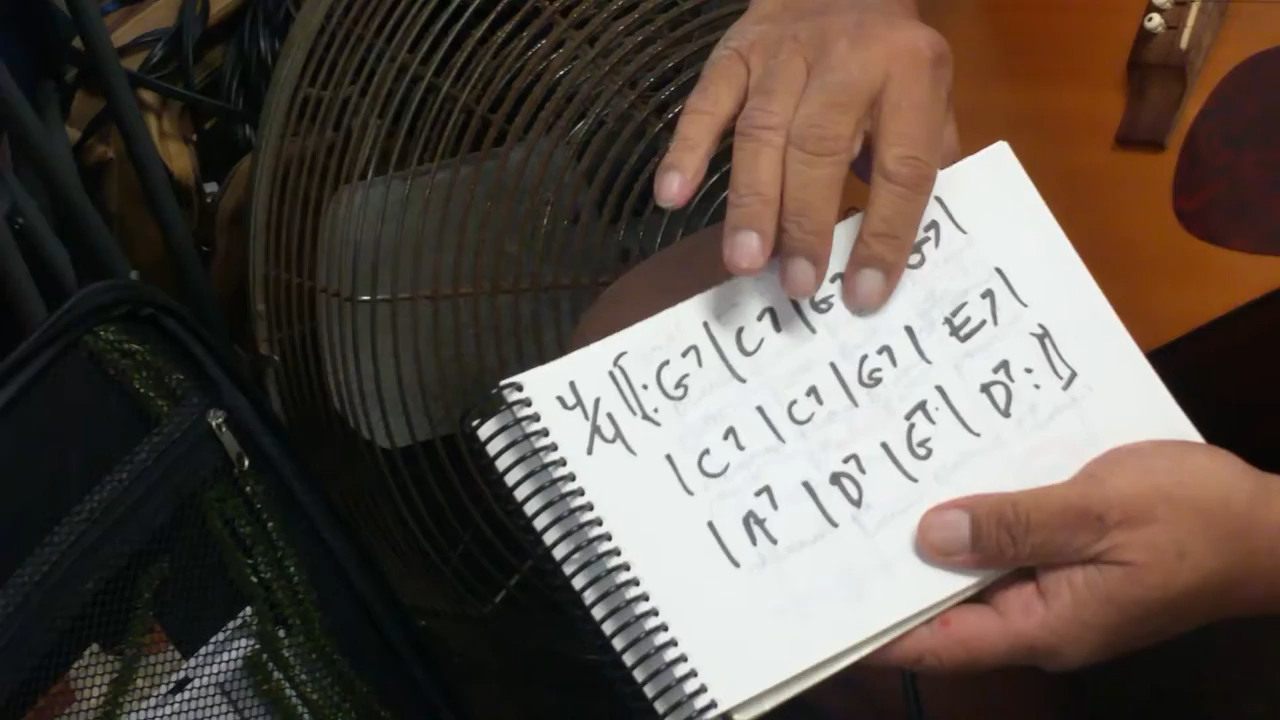 4/4 ‖: G7 | C7 | G7 | G7 |
| C7 | C7 | G7 | E7 |
| A7 | D7 | G7 | D7 :‖